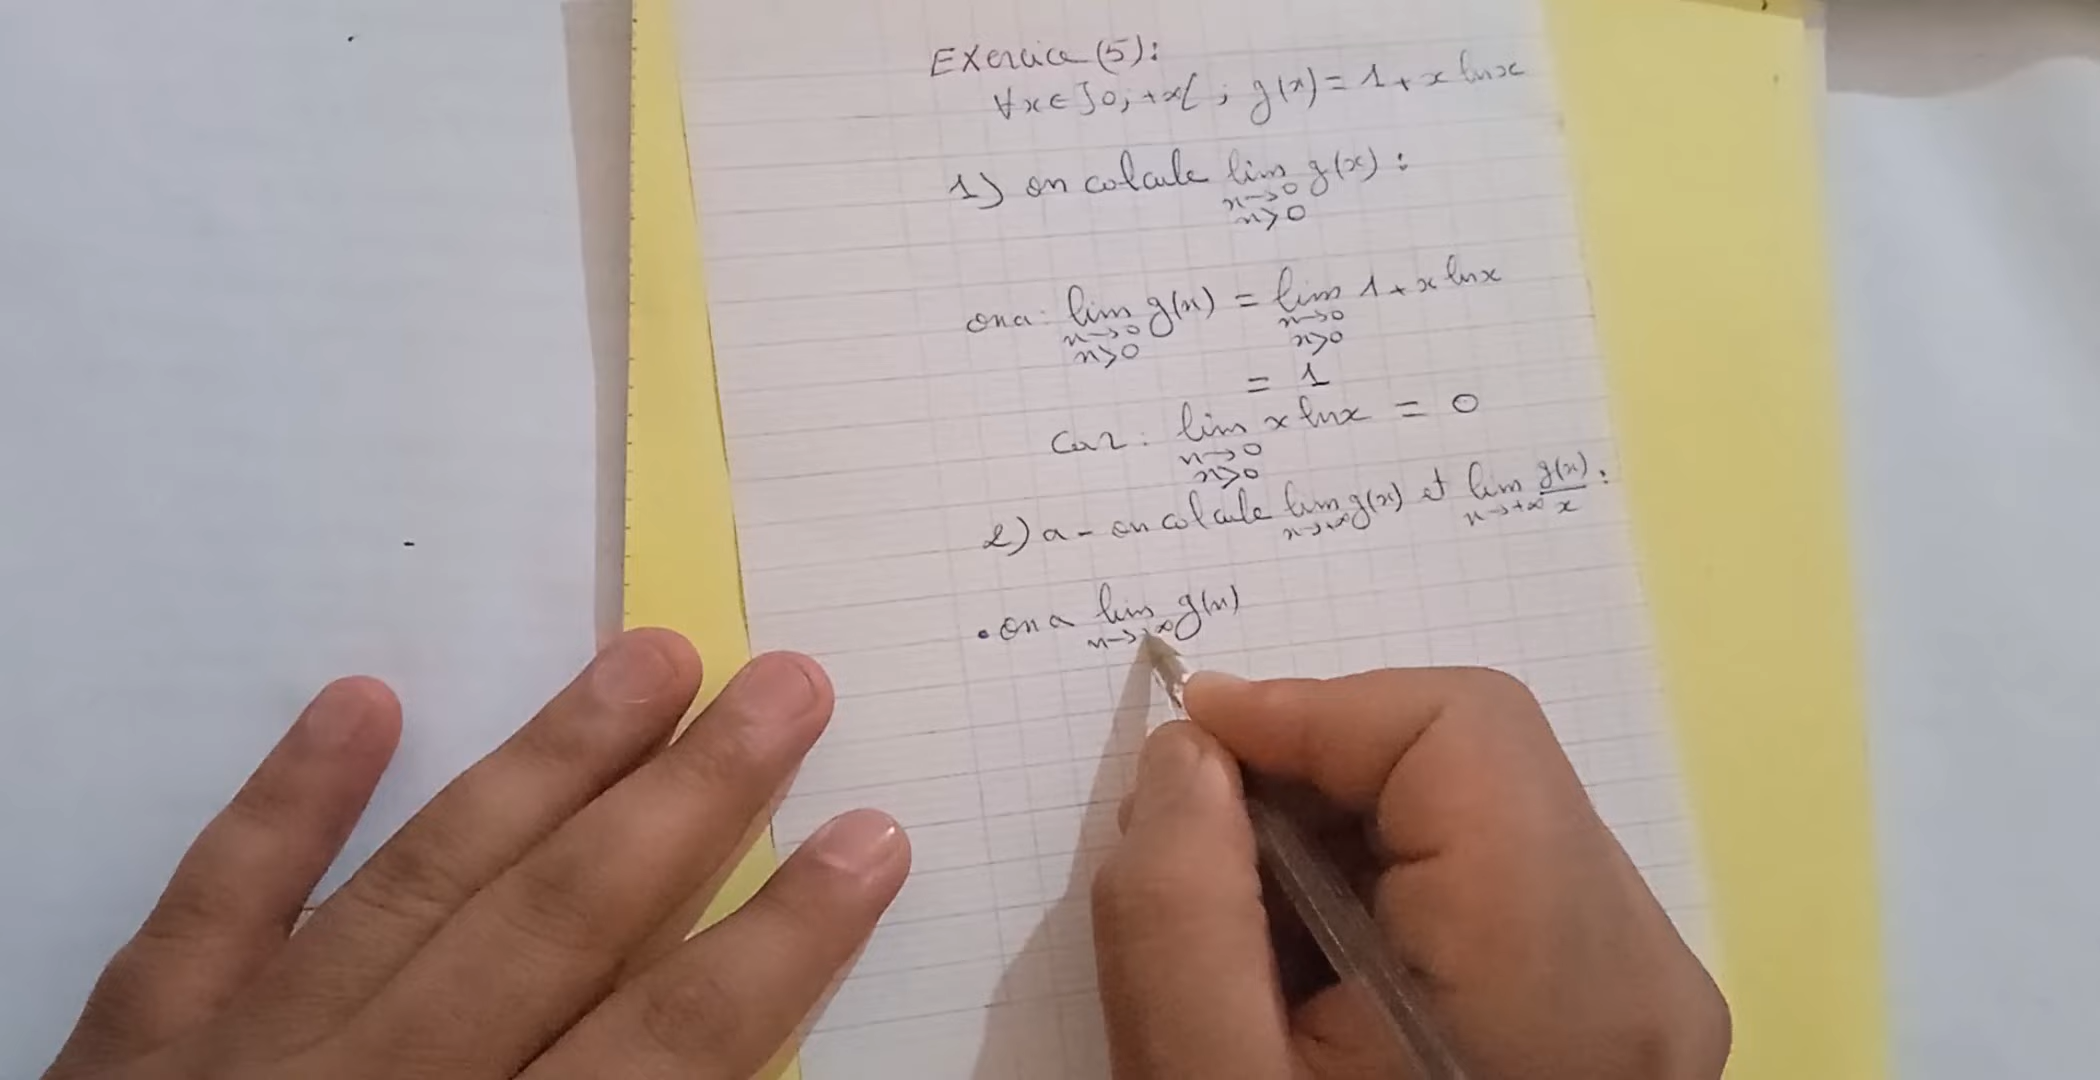 Exercice (5):
∀x∈]0;+∞[ ; g(x) = 1 + x lnx
1) on calcule lim g(x) :
x→0
x>0
on a : lim g(x) = lim 1 + x lnx
x→0 x→0
x>0 x>0
= 1
Car : lim x lnx = 0
x→0
x>0
2) a - on calcule lim g(x) et lim g(x)/x :
x→+∞ x→+∞
• on a lim g(x)
x→+∞